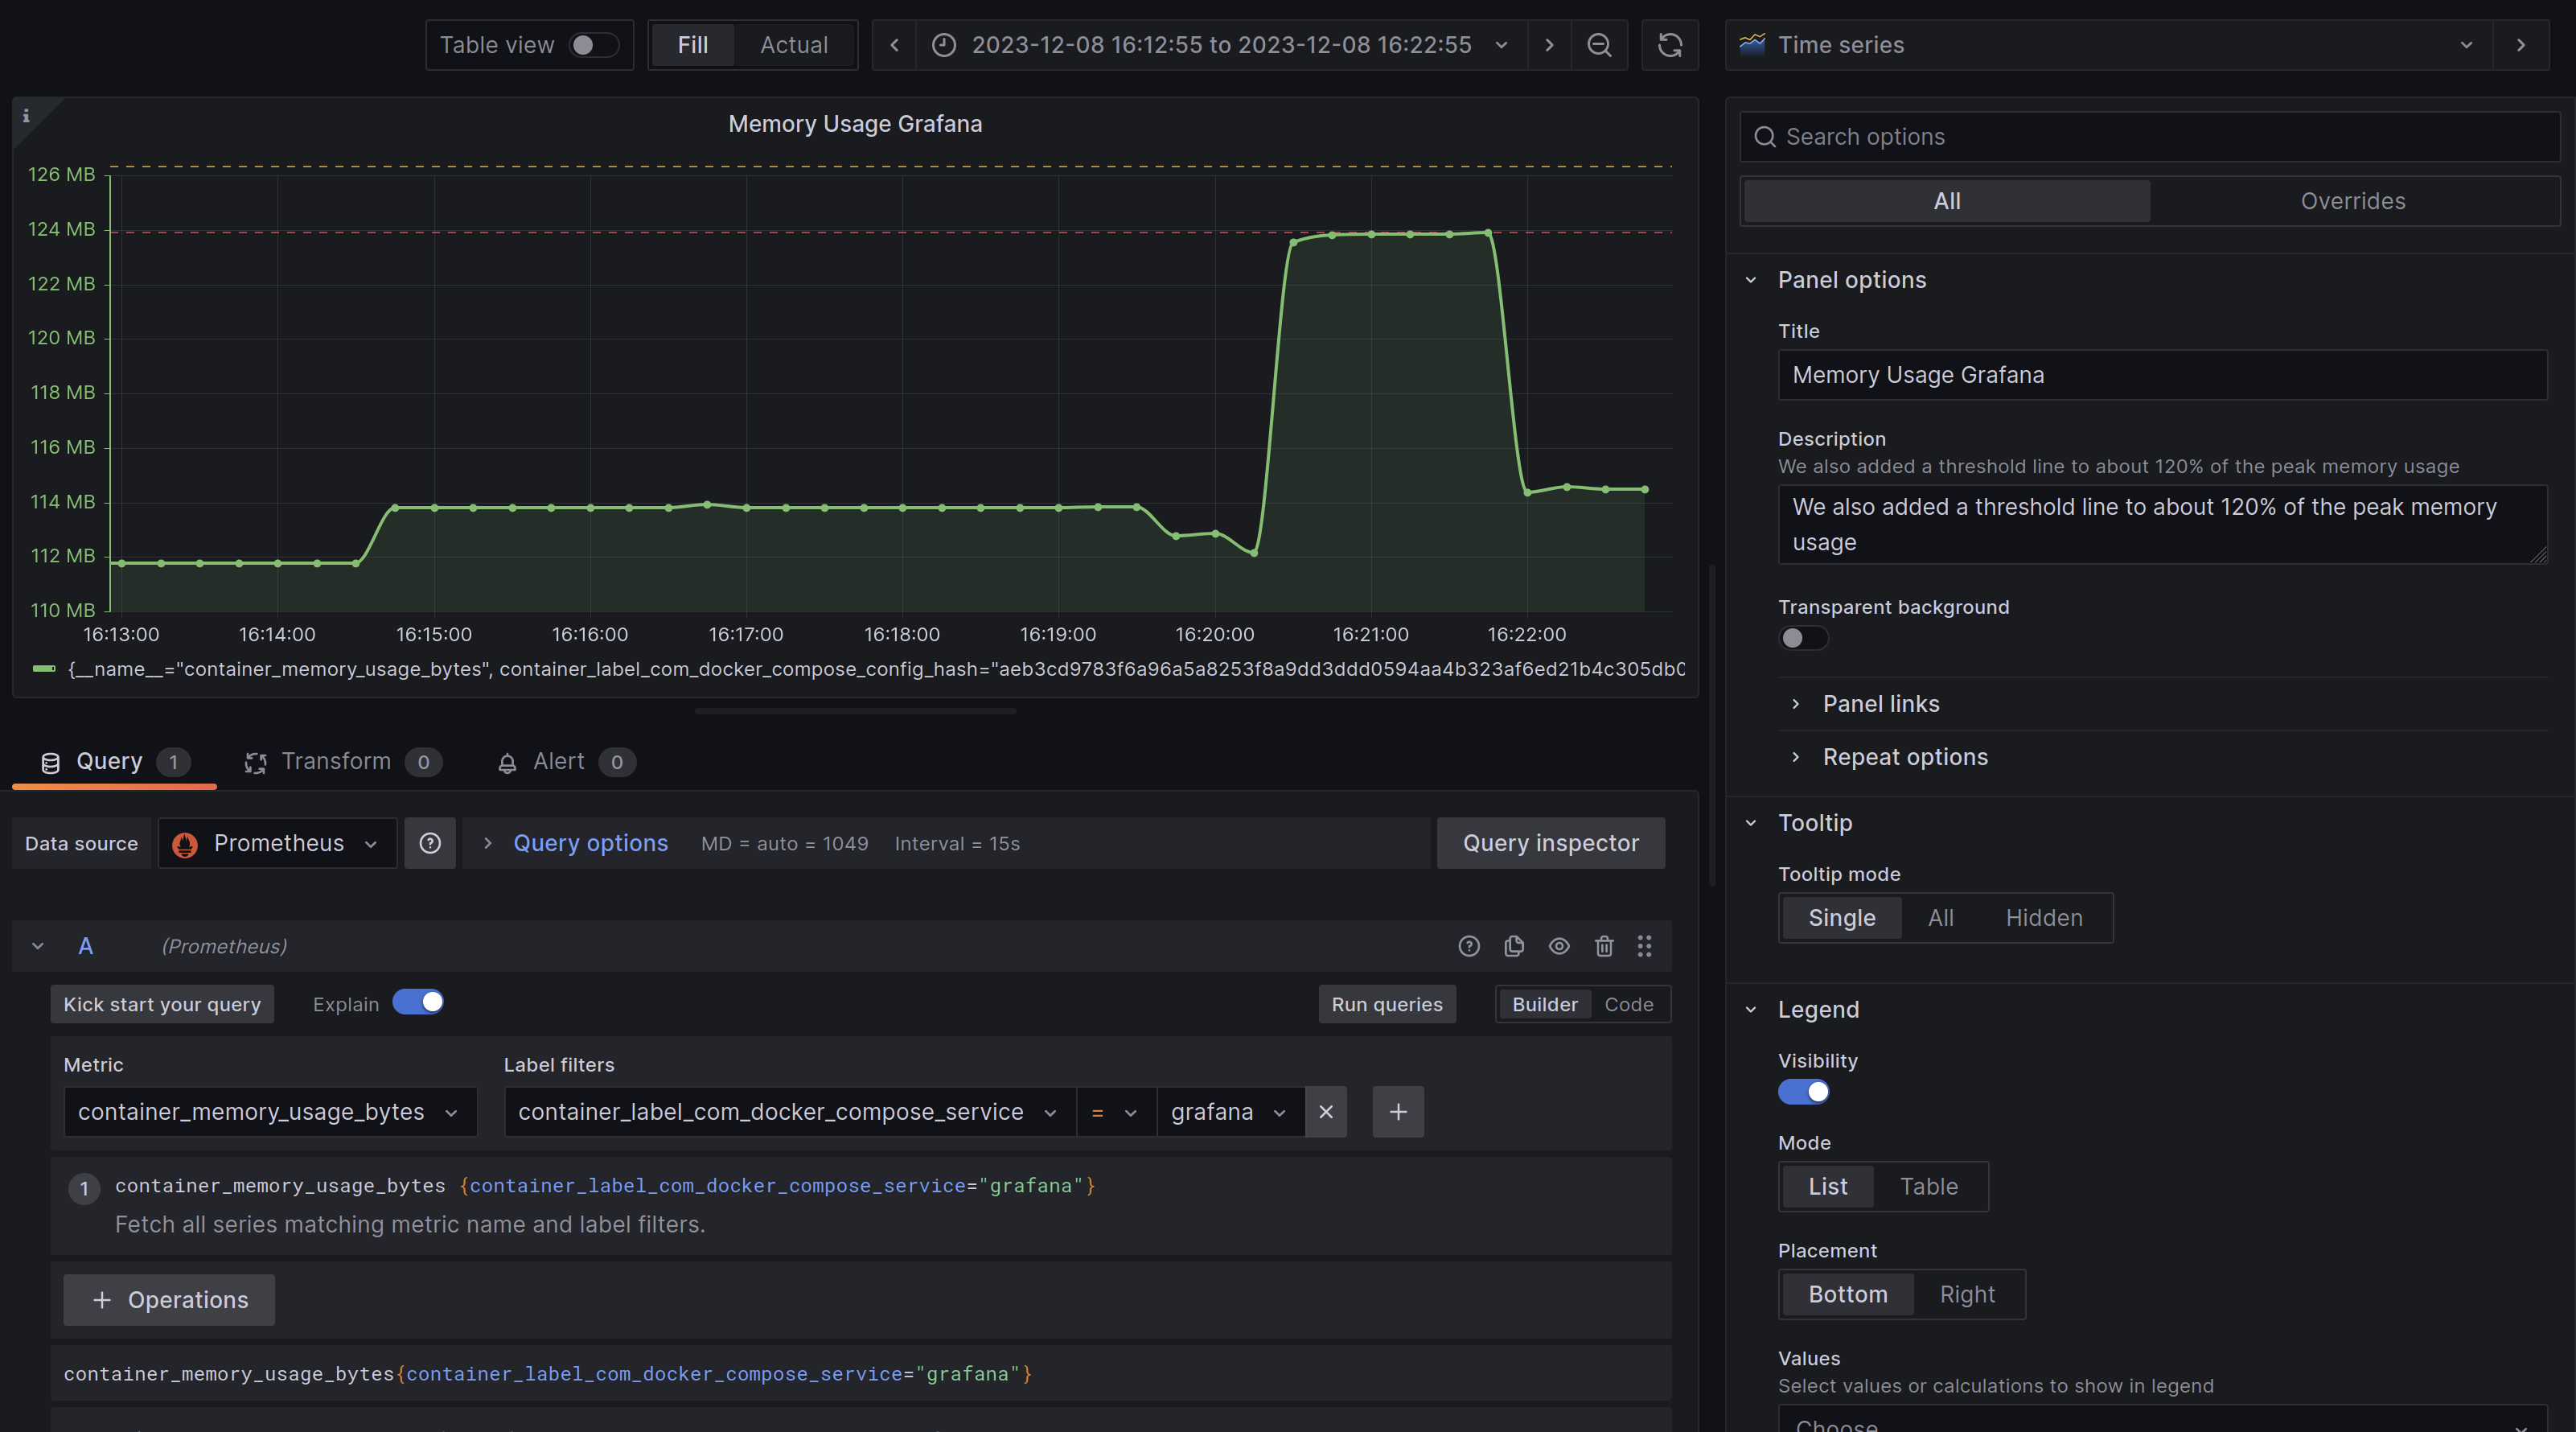 Table view
Fill
Actual
2023-12-08 16:12:55 to 2023-12-08 16:22:55
Time series
Memory Usage Grafana
126 MB
124 MB
122 MB
120 MB
118 MB
116 MB
114 MB
112 MB
110 MB
16:13:00 16:14:00 16:15:00 16:16:00 16:17:00 16:18:00 16:19:00 16:20:00 16:21:00 16:22:00
{__name__="container_memory_usage_bytes", container_label_com_docker_compose_config_hash="aeb3cd9783f6a96a5a8253f8a9dd3ddd0594aa4b323af6ed21b4c305db0
Query 1
Transform 0
Alert 0
Data source
Prometheus
Query options
MD = auto = 1049
Interval = 15s
Query inspector
A
(Prometheus)
Kick start your query
Explain
Run queries
Builder
Code
Metric
Label filters
container_memory_usage_bytes
container_label_com_docker_compose_service
=
grafana
1
container_memory_usage_bytes {container_label_com_docker_compose_service="grafana"}
Fetch all series matching metric name and label filters.
+ Operations
container_memory_usage_bytes{container_label_com_docker_compose_service="grafana"}
Search options
All
Overrides
Panel options
Title
Memory Usage Grafana
Description
We also added a threshold line to about 120% of the peak memory usage
We also added a threshold line to about 120% of the peak memory
usage
Transparent background
Panel links
Repeat options
Tooltip
Tooltip mode
Single
All
Hidden
Legend
Visibility
Mode
List
Table
Placement
Bottom
Right
Values
Select values or calculations to show in legend
Choose